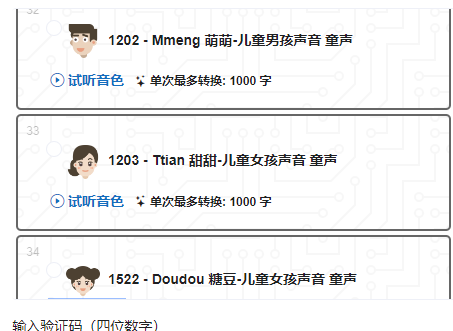 32
1202 - Mmeng 萌萌-儿童男孩声音 童声
试听音色 单次最多转换: 1000 字
33
1203 - Ttian 甜甜-儿童女孩声音 童声
试听音色 单次最多转换: 1000 字
34
1522 - Doudou 糖豆-儿童女孩声音 童声
输入验证码（四位数字）